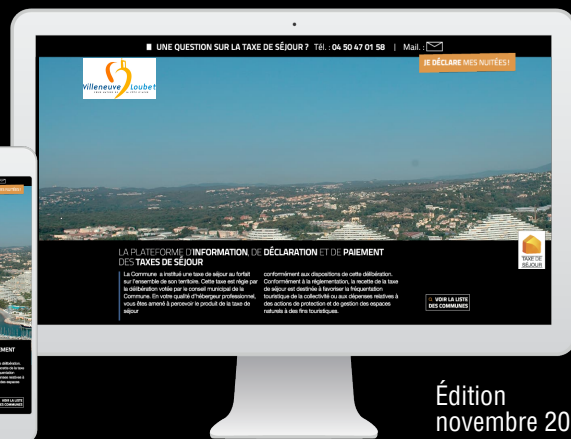 UNE QUESTION SUR LA TAXE DE SÉJOUR ? Tél. : 04 50 47 01 58 | Mail. :
JE DÉCLARE MES NUITÉES !
Villeneuve Loubet
LA PLATEFORME D'INFORMATION, DE DÉCLARATION ET DE PAIEMENT
DES TAXES DE SÉJOUR
La Commune a institué une taxe de séjour au forfait
sur l'ensemble de son territoire. Cette taxe est régie par
la délibération votée par le conseil municipal de la
Commune. En votre qualité d'hébergeur professionnel,
vous êtes amené à percevoir le produit de la taxe de
séjour
conformément aux dispositions de cette délibération.
Conformément à la réglementation, la recette de la taxe
de séjour est destinée à favoriser la fréquentation
touristique de la collectivité ou aux dépenses relatives à
des actions de protection et de gestion des espaces
naturels à des fins touristiques.
TAXE DE
SÉJOUR
VOIR LA LISTE
DES COMMUNES
VOIR LA LISTE
DES COMMUNES
Édition
novembre 20